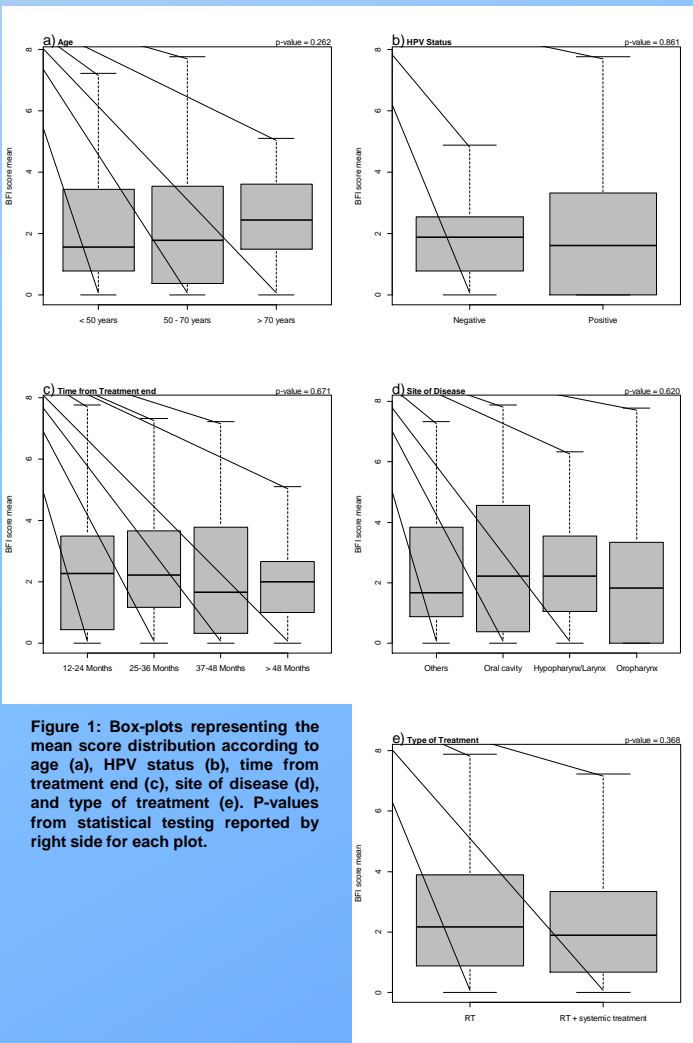 a) Age p-value = 0.262
BFI score mean
0 2 4 6 8
< 50 years 50 - 70 years > 70 years
b) HPV Status p-value = 0.861
BFI score mean
0 2 4 6 8
Negative Positive
c) Time from Treatment end p-value = 0.671
BFI score mean
0 2 4 6 8
12-24 Months 25-36 Months 37-48 Months > 48 Months
d) Site of Disease p-value = 0.620
BFI score mean
0 2 4 6 8
Others Oral cavity Hypopharynx/Larynx Oropharynx
Figure 1: Box-plots representing the
mean score distribution according to
age (a), HPV status (b), time from
treatment end (c), site of disease (d),
and type of treatment (e). P-values
from statistical testing reported by
right side for each plot.
e) Type of Treatment p-value = 0.368
BFI score mean
0 2 4 6 8
RT RT + systemic treatment